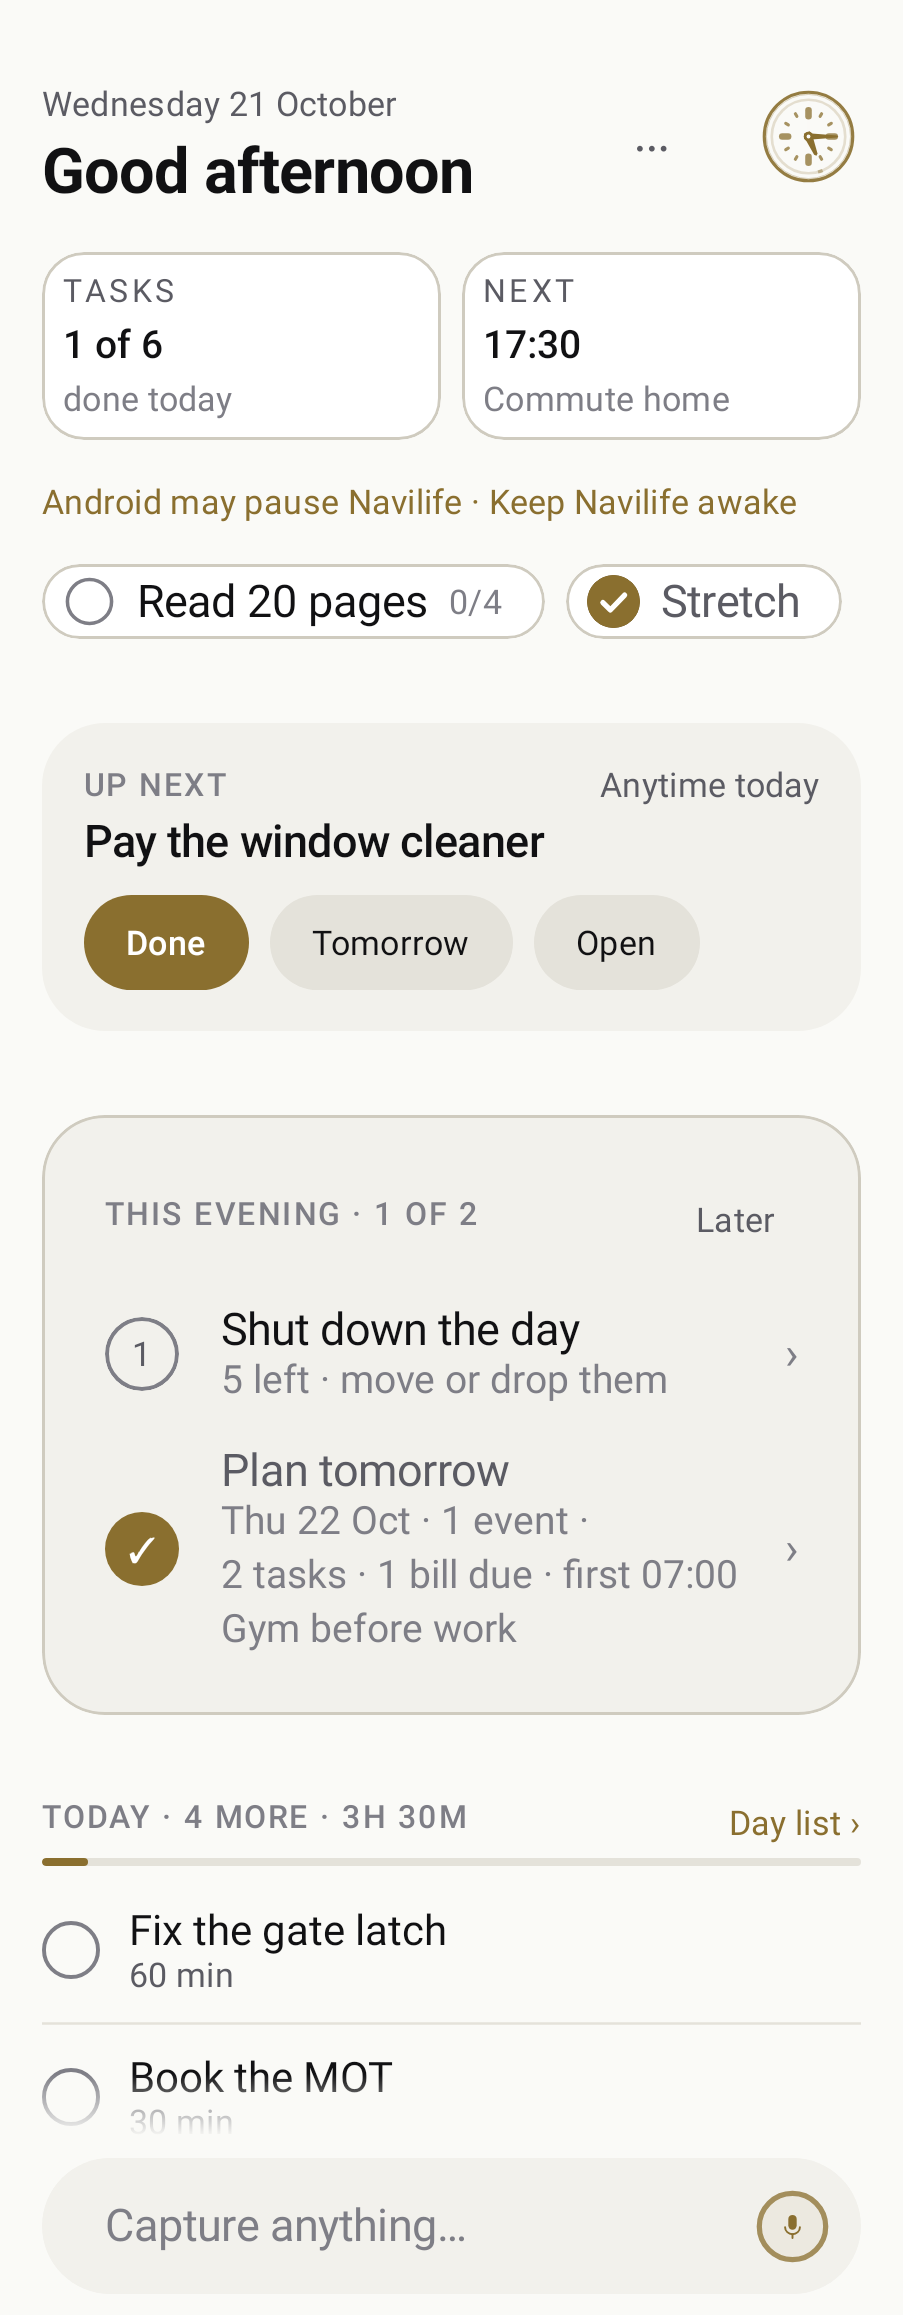 Wednesday 21 October
Good afternoon
...
TASKS
1 of 6
done today
NEXT
17:30
Commute home
Android may pause Navilife · Keep Navilife awake
Read 20 pages 0/4
Stretch
UP NEXT
Anytime today
Pay the window cleaner
Done
Tomorrow
Open
THIS EVENING · 1 OF 2
Later
1
Shut down the day
5 left · move or drop them
›
Plan tomorrow
Thu 22 Oct · 1 event ·
2 tasks · 1 bill due · first 07:00
Gym before work
›
TODAY · 4 MORE · 3H 30M
Day list ›
Fix the gate latch
60 min
Book the MOT
30 min
Capture anything...